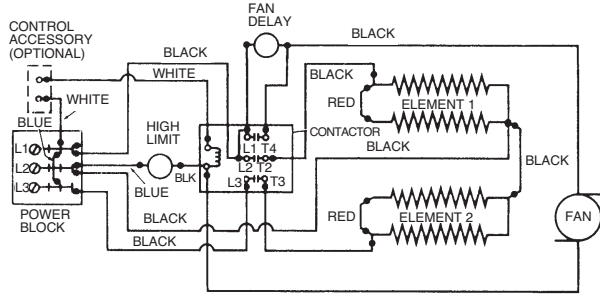 CONTROL
ACCESSORY
(OPTIONAL)
FAN
DELAY
BLACK
BLACK
WHITE
BLACK
WHITE
RED
ELEMENT 1
BLUE
HIGH
LIMIT
CONTACTOR
L1 T4
L1
BLACK
L2 T2
BLACK
L2
BLK
L3 T3
BLUE
L3
POWER
BLOCK
BLACK
RED
ELEMENT 2
FAN
BLACK